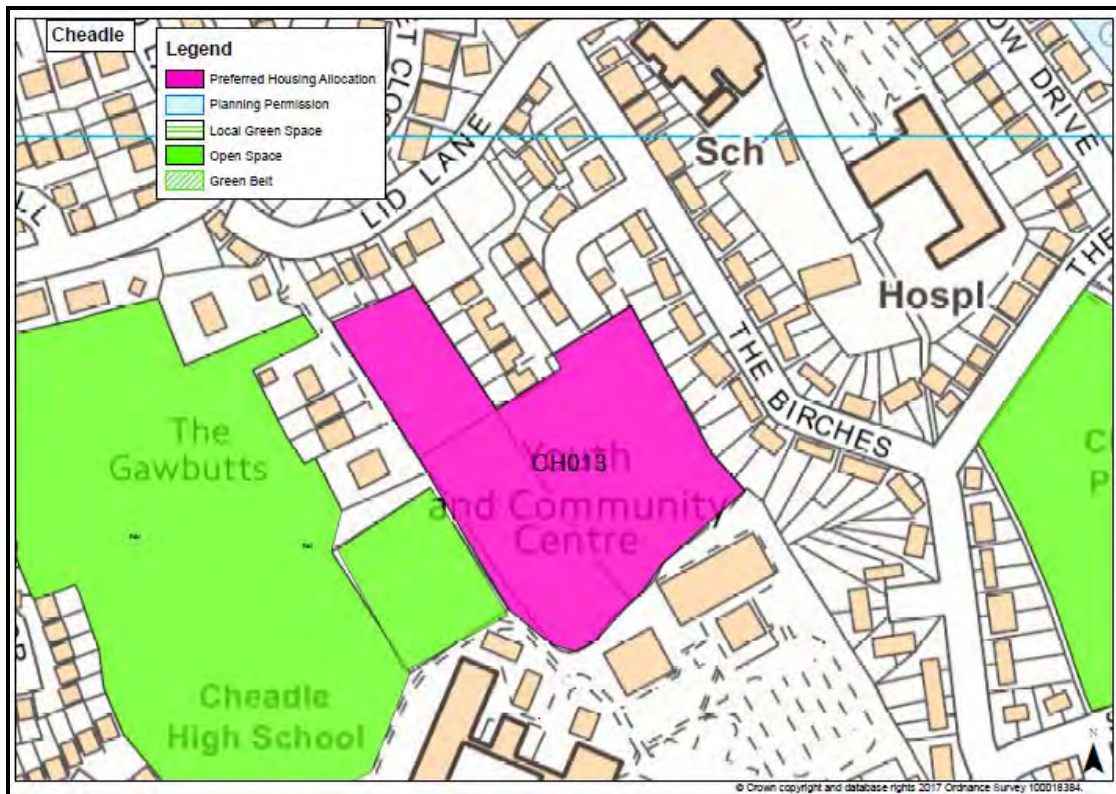 Cheadle
Legend
Preferred Housing Allocation
Planning Permission
Local Green Space
Open Space
Green Belt
LID LANE
Sch
DRIVE
THE
Hospl
THE BIRCHES
The
Gawbutts
CH013
Youth
and Community
Centre
Cheadle
High School
N
© Crown copyright and database rights 2017 Ordnance Survey 100018384.